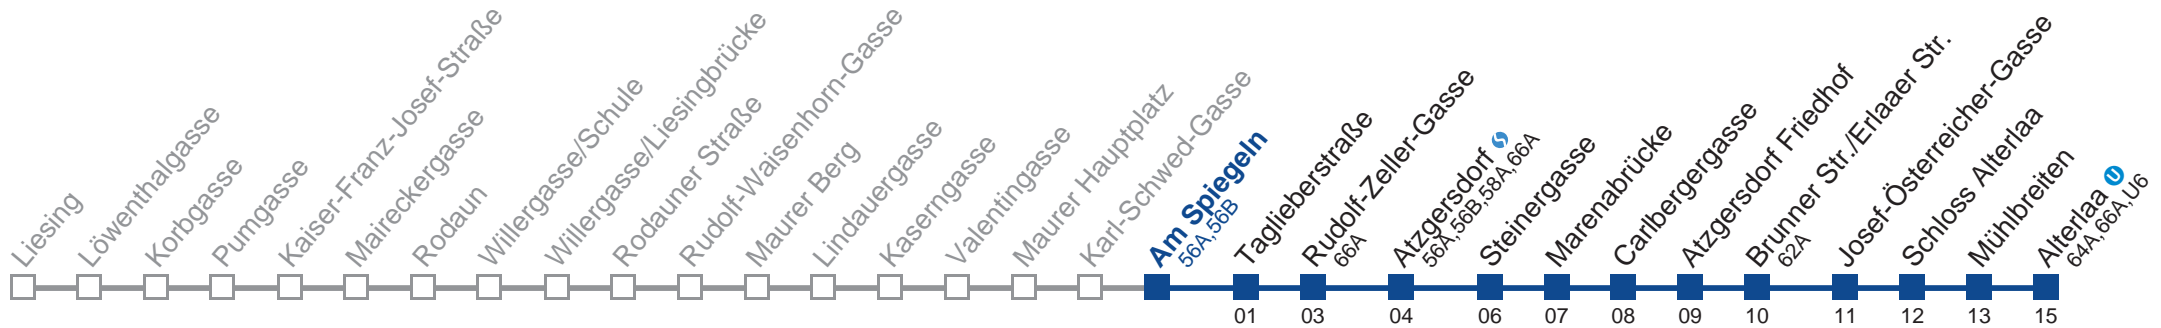 Liesing
Löwenthalgasse
Korbgasse
Pumgasse
Kaiser-Franz-Josef-Straße
Maireckergasse
Rodaun
Willergasse/Schule
Willergasse/Liesingbrücke
Rodauner Straße
Rudolf-Waisenhorn-Gasse
Maurer Berg
Lindauergasse
Kaserngasse
Valentingasse
Maurer Hauptplatz
Karl-Schwed-Gasse
Am Spiegeln
56A,56B
Taglieberstraße
01
Rudolf-Zeller-Gasse
66A
03
Atzgersdorf S
56A,56B,58A,66A
04
Steinergasse
06
Marenabrücke
07
Carlbergergasse
08
Atzgersdorf Friedhof
09
Brunner Str./Erlaaer Str.
62A
10
Josef-Österreicher-Gasse
11
Schloss Alterlaa
12
Mühlbreiten
13
Alterlaa U
64A,66A,U6
15